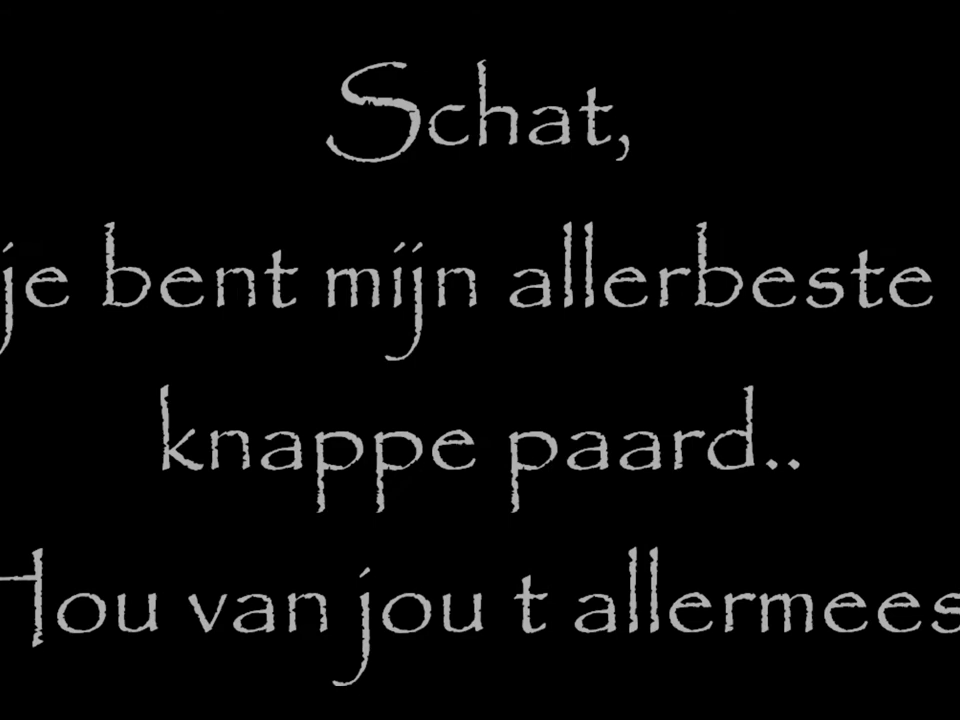 Schat,
je bent mijn allerbeste
knappe paard..
Hou van jou t allermees